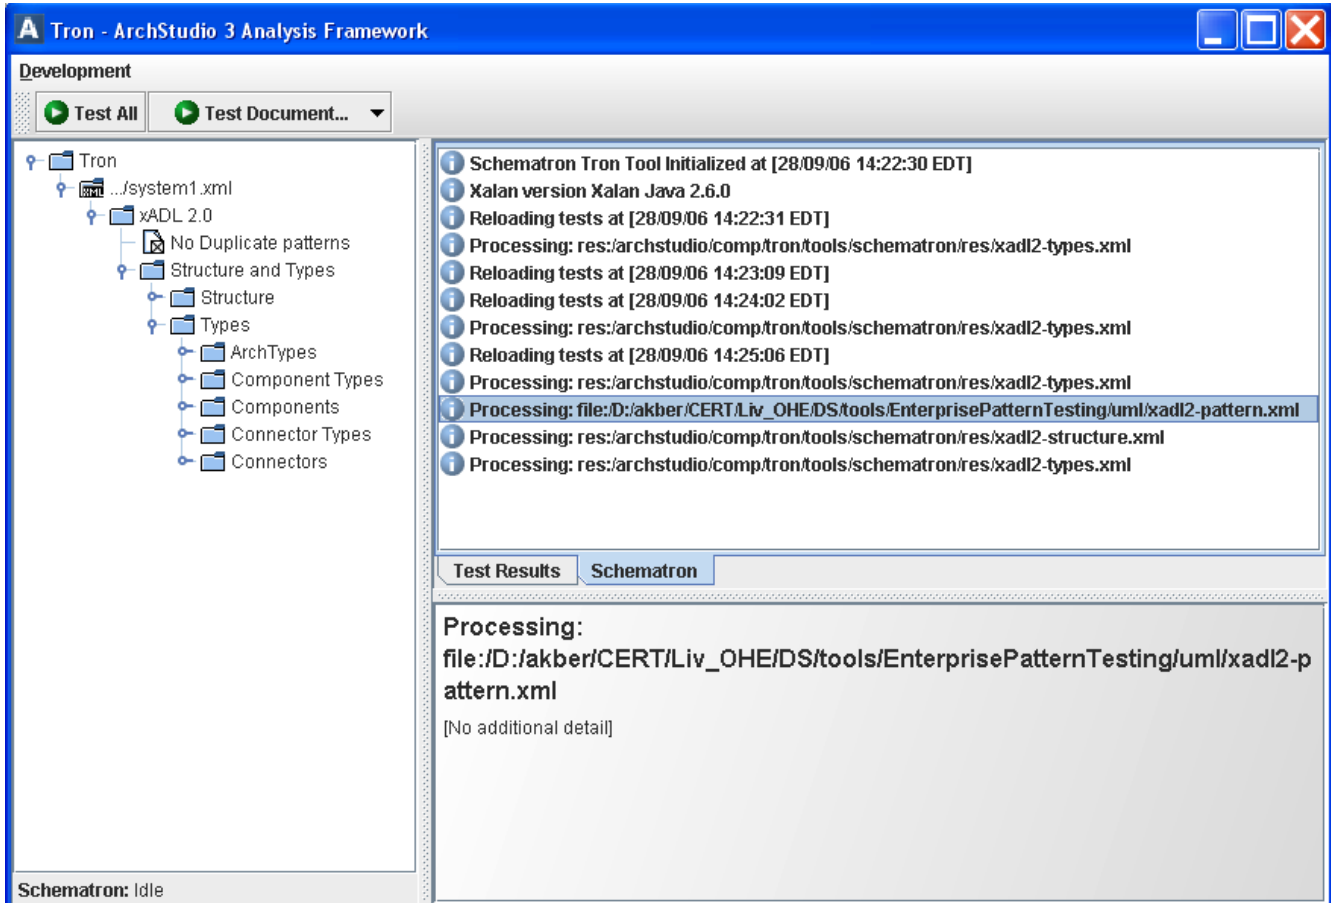 Tron - ArchStudio 3 Analysis Framework
Development
Test All
Test Document...
Tron
.../system1.xml
xADL 2.0
No Duplicate patterns
Structure and Types
Structure
Types
ArchTypes
Component Types
Components
Connector Types
Connectors
Schematron: Idle
Schematron Tron Tool Initialized at [28/09/06 14:22:30 EDT]
Xalan version Xalan Java 2.6.0
Reloading tests at [28/09/06 14:22:31 EDT]
Processing: res:/archstudio/comp/tron/tools/schematron/res/xadl2-types.xml
Reloading tests at [28/09/06 14:23:09 EDT]
Reloading tests at [28/09/06 14:24:02 EDT]
Processing: res:/archstudio/comp/tron/tools/schematron/res/xadl2-types.xml
Reloading tests at [28/09/06 14:25:06 EDT]
Processing: res:/archstudio/comp/tron/tools/schematron/res/xadl2-types.xml
Processing: file:/D:/akber/CERT/Liv_OHE/DS/tools/EnterprisePatternTesting/uml/xadl2-pattern.xml
Processing: res:/archstudio/comp/tron/tools/schematron/res/xadl2-structure.xml
Processing: res:/archstudio/comp/tron/tools/schematron/res/xadl2-types.xml
Test Results
Schematron
Processing:
file:/D:/akber/CERT/Liv_OHE/DS/tools/EnterprisePatternTesting/uml/xadl2-p
attern.xml
[No additional detail]